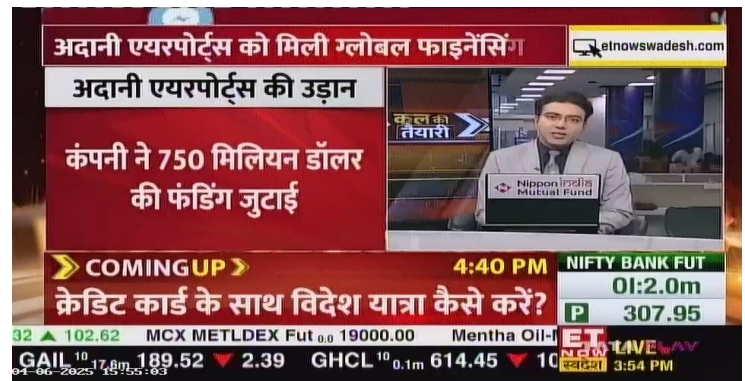 अदानी एयरपोर्ट्स को मिली ग्लोबल फाइनेंसिंग
etnowswadesh.com
अदानी एयरपोर्ट्स की उड़ान
कल की
तैयारी
कंपनी ने 750 मिलियन डॉलर
की फंडिंग जुटाई
Nippon india
Mutual Fund
COMING UP
4:40 PM
क्रेडिट कार्ड के साथ विदेश यात्रा कैसे करें?
NIFTY BANK FUT
OI:2.0m
P 307.95
32 ▲ 102.62 MCX METLDEX Fut 0.0 19000.00 Mentha Oil-
ET
NOW
स्वदेश
LIVE
3:54 PM
GAIL 10 17.6m 189.52 ▼ 2.39 GHCL 10 0.1m 614.45 ▼ 10
04-06-2025 15:55:03